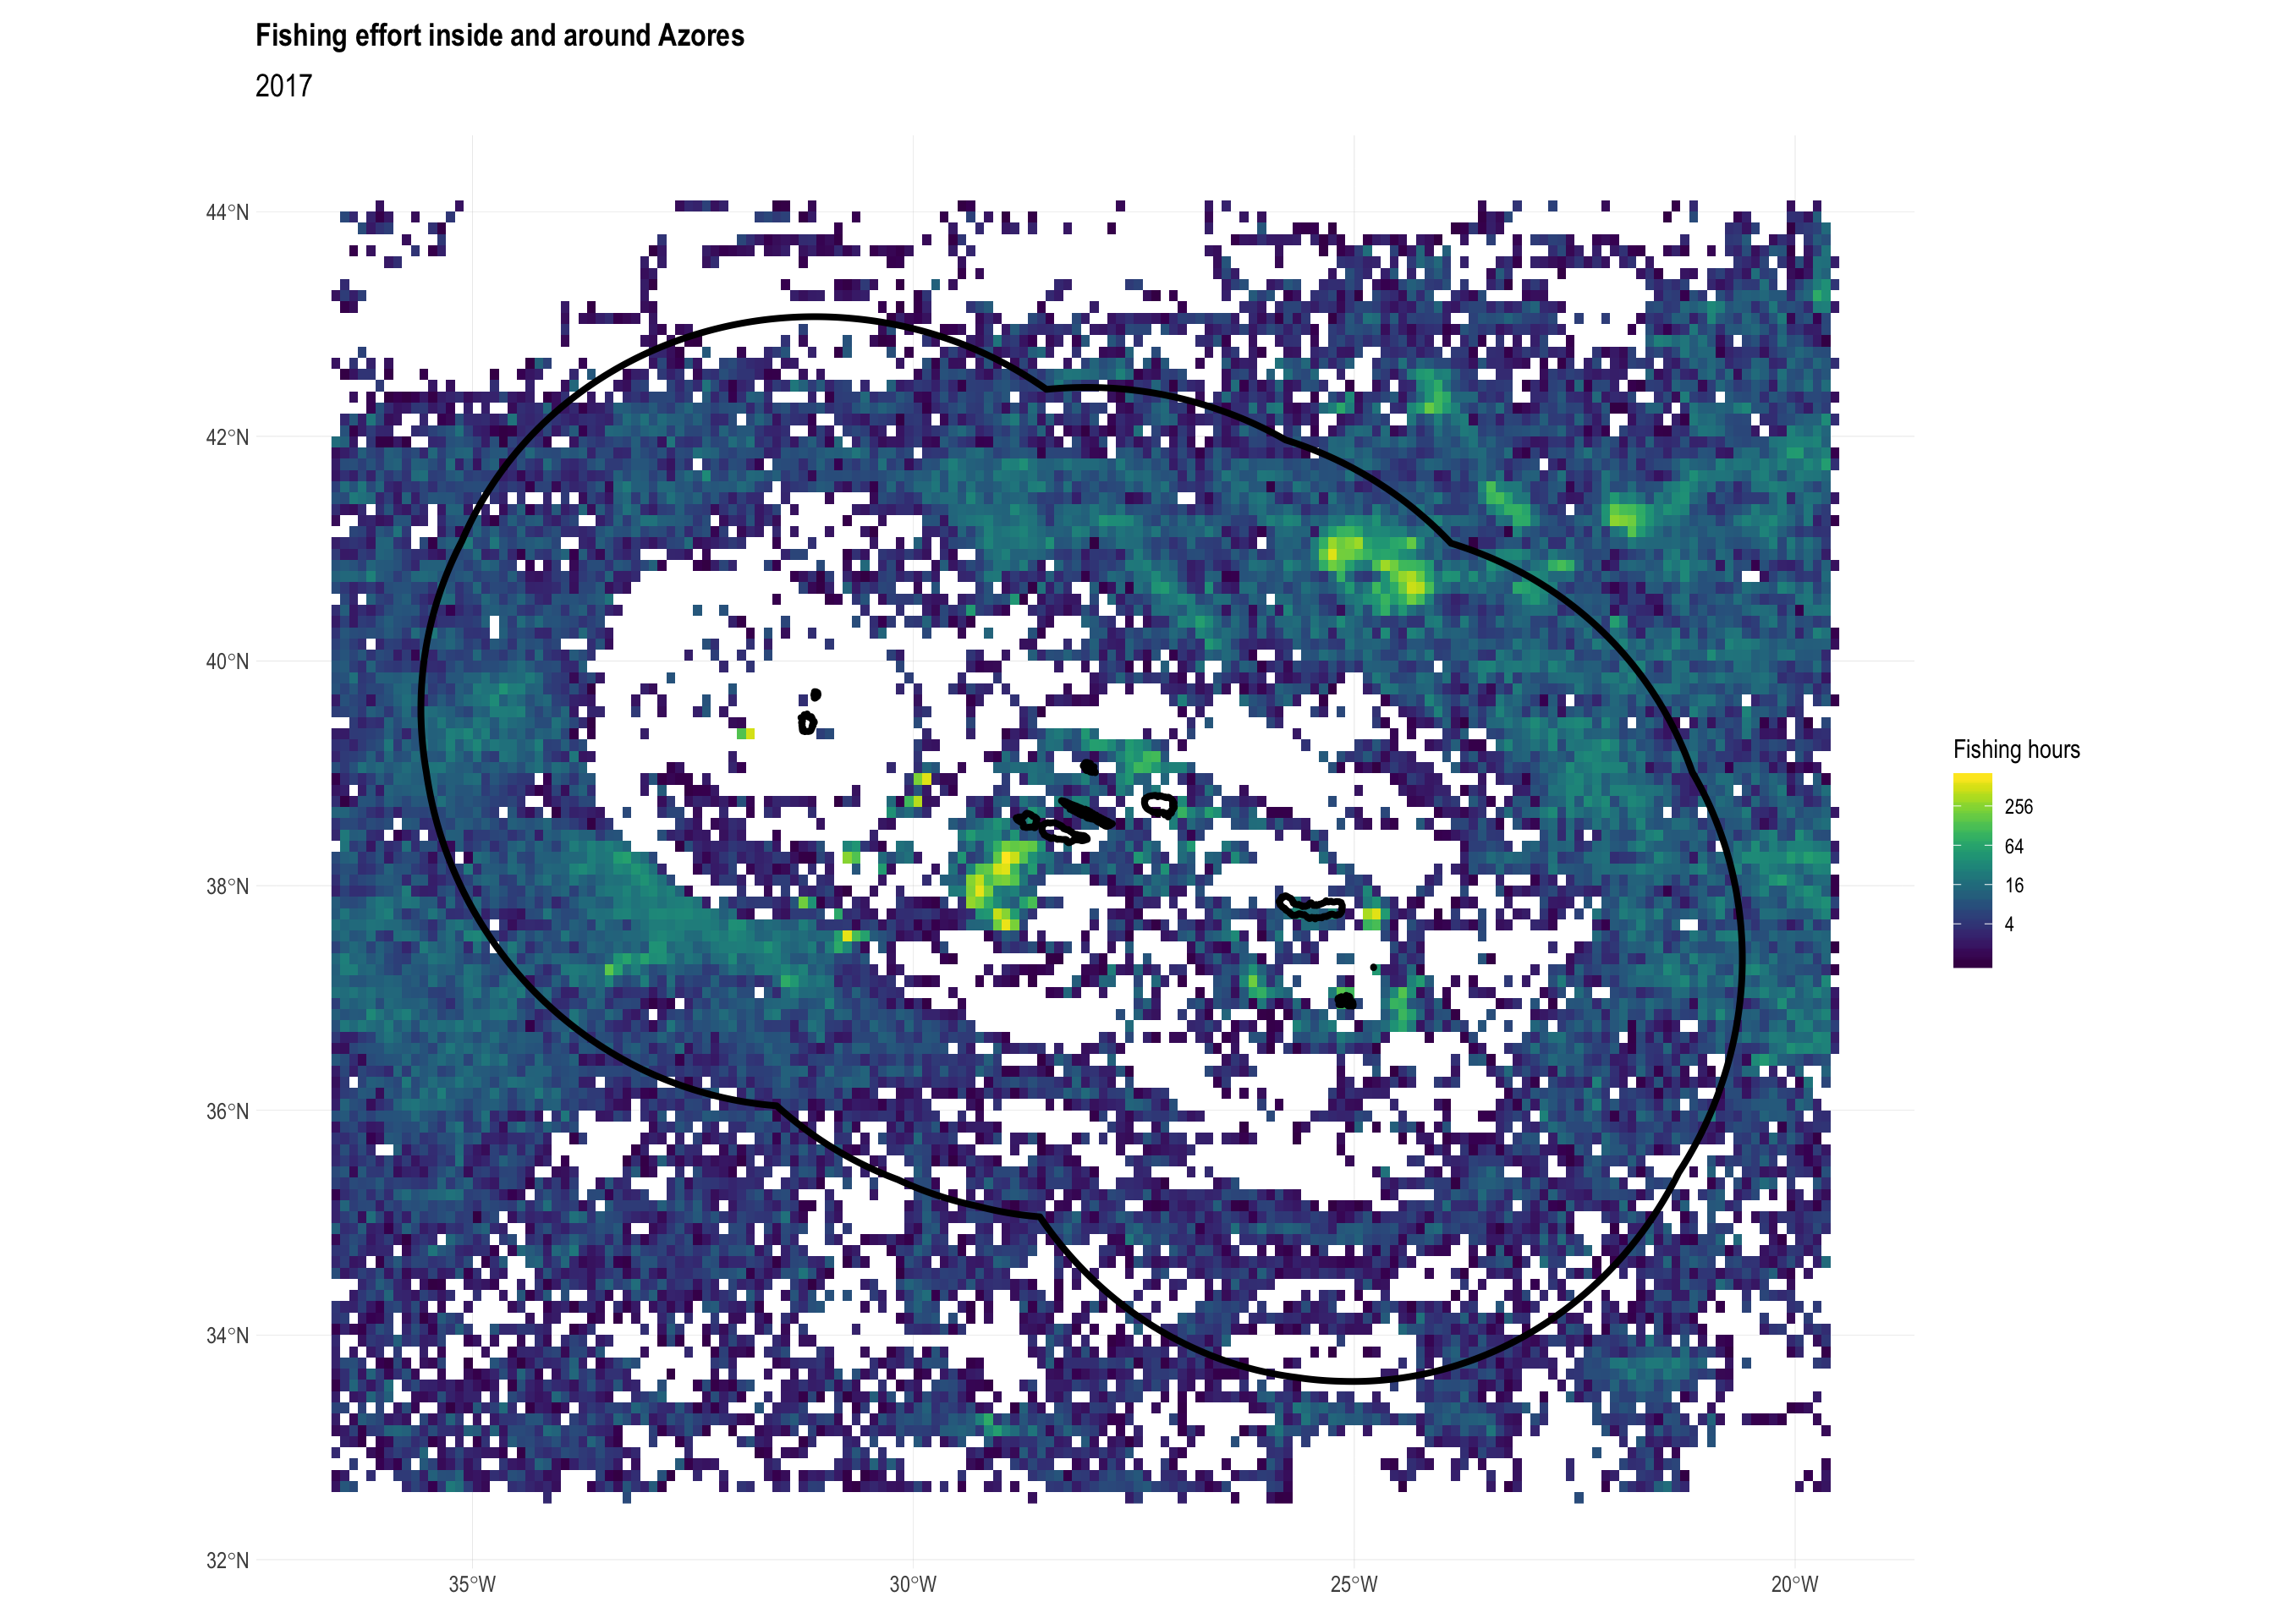 Fishing effort inside and around Azores
2017
44°N
42°N
40°N
38°N
36°N
34°N
32°N
35°W
30°W
25°W
20°W
Fishing hours
256
64
16
4